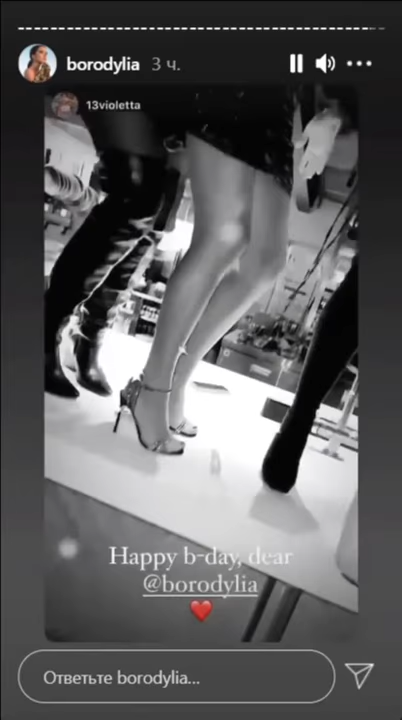 borodylia 3 ч.
13violetta
Happy b-day, dear
@borodylia
Ответьте borodylia...